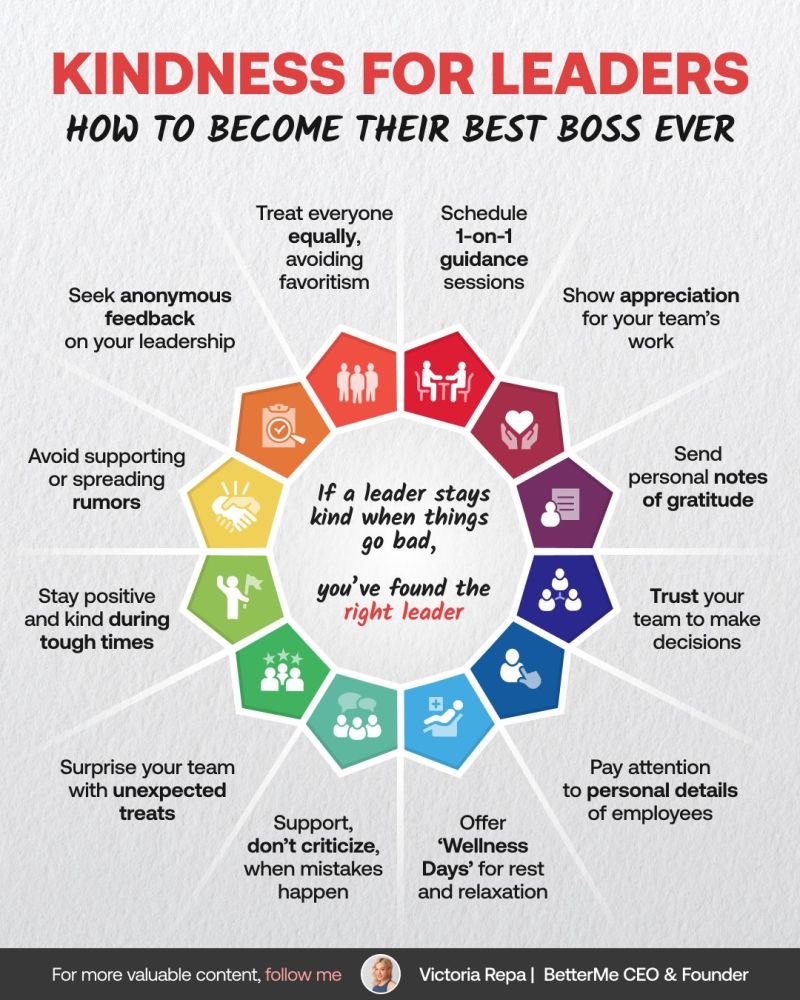 KINDNESS FOR LEADERS
HOW TO BECOME THEIR BEST BOSS EVER
Treat everyone
equally,
avoiding
favoritism
Schedule
1-on-1
guidance
sessions
Show appreciation
for your team's
work
Send
personal notes
of gratitude
Trust your
team to make
decisions
Pay attention
to personal details
of employees
Offer
‘Wellness
Days’ for rest
and relaxation
Support,
don't criticize,
when mistakes
happen
Surprise your team
with unexpected
treats
Stay positive
and kind during
tough times
Avoid supporting
or spreading
rumors
Seek anonymous
feedback
on your leadership
If a leader stays
kind when things
go bad,
you've found the
right leader
For more valuable content, follow me
Victoria Repa | BetterMe CEO & Founder